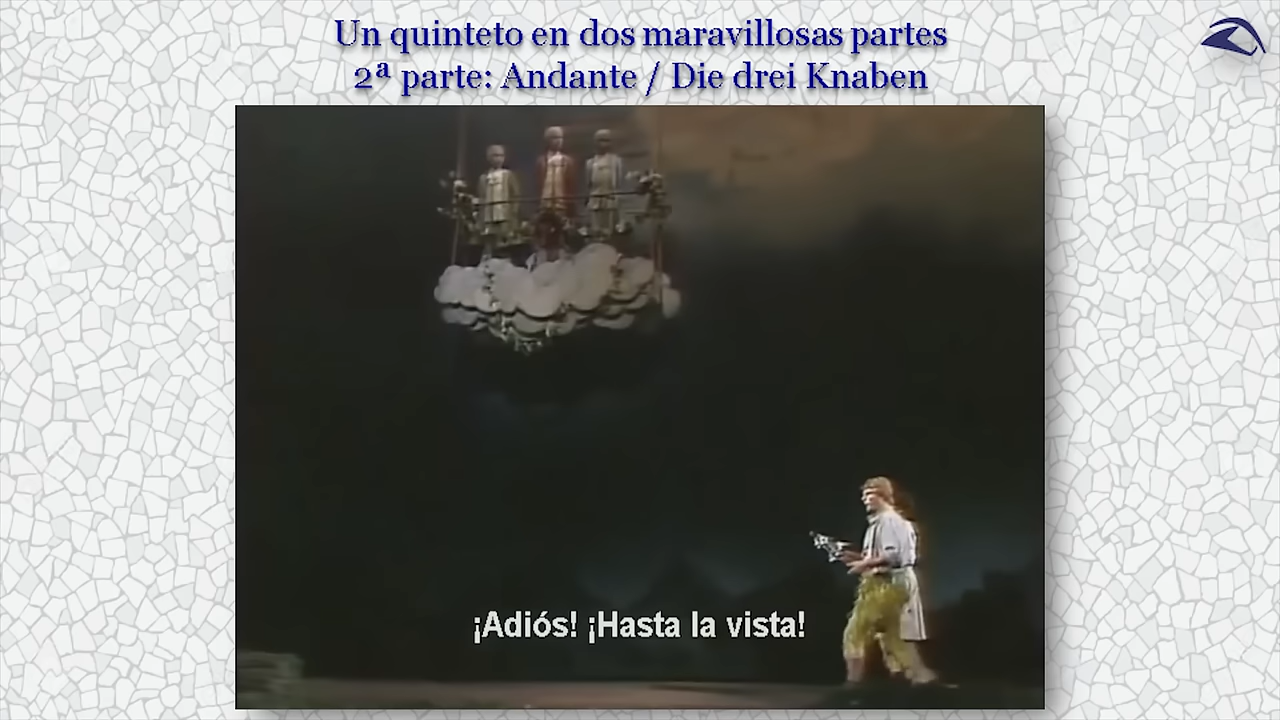 Un quinteto en dos maravillosas partes
2ª parte: Andante / Die drei Knaben
¡Adiós! ¡Hasta la vista!